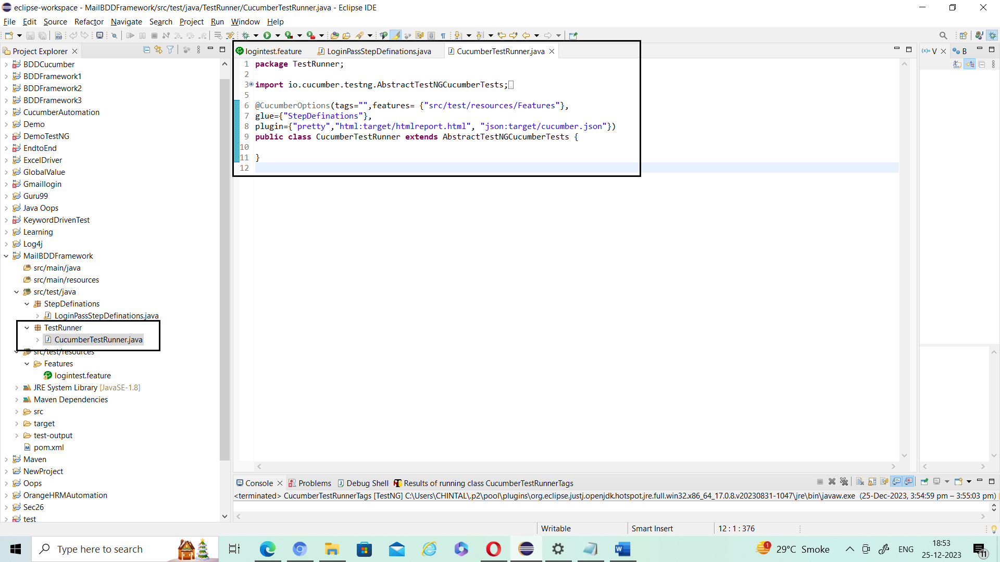 eclipse-workspace - MailBDDFramework/src/test/java/TestRunner/CucumberTestRunner.java - Eclipse IDE
File Edit Source Refactor Navigate Search Project Run Window Help
Project Explorer
BDDCucumber
BDDFramework1
BDDFramework2
BDDFramework3
CucumberAutomation
Demo
DemoTestNG
EndtoEnd
ExcelDriver
GlobalValue
Gmaillogin
Guru99
Java Oops
KeywordDrivenTest
Learning
Log4j
MailBDDFramework
src/main/java
src/main/resources
src/test/java
StepDefinations
LoginPassStepDefinations.java
TestRunner
CucumberTestRunner.java
src/test/resources
Features
logintest.feature
JRE System Library [JavaSE-1.8]
Maven Dependencies
src
target
test-output
pom.xml
Maven
NewProject
Oops
OrangeHRMAutomation
Sec26
test
logintest.feature LoginPassStepDefinations.java CucumberTestRunner.java
1 package TestRunner;
2
3 import io.cucumber.testng.AbstractTestNGCucumberTests;
5
6 @CucumberOptions(tags="",features= {"src/test/resources/Features"},
7 glue={"StepDefinations"},
8 plugin={"pretty","html:target/htmlreport.html", "json:target/cucumber.json"})
9 public class CucumberTestRunner extends AbstractTestNGCucumberTests {
10
11 }
12
(x)= V B
Console Problems Debug Shell Results of running class CucumberTestRunnerTags
<terminated> CucumberTestRunnerTags [TestNG] C:\Users\CHINTAL\.p2\pool\plugins\org.eclipse.justj.openjdk.hotspot.jre.full.win32.x86_64_17.0.8.v20230831-1047\jre\bin\javaw.exe (25-Dec-2023, 3:54:59 pm – 3:55:03 pm)
Writable Smart Insert 12 : 1 : 376
Type here to search
1 29°C Smoke ENG 18:53
25-12-2023
11